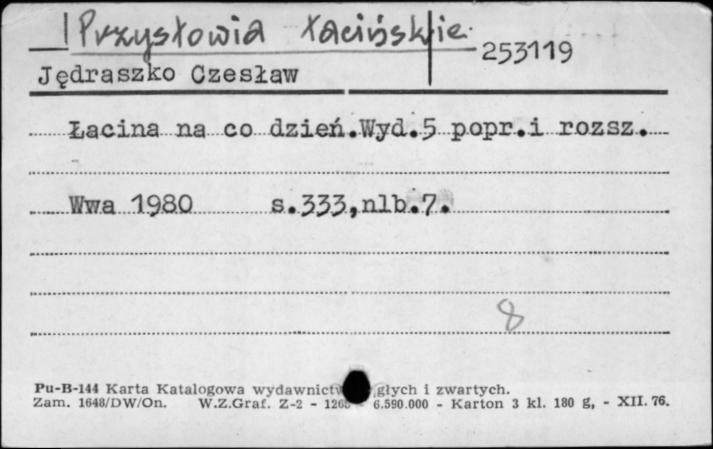 Przysłowia łacińskie
253119
Jędraszko Czesław
Łacina na co dzień.Wyd.5 popr.i rozsz.
Wwa 1980 s.333,nlb.7.
8
Pu-B-144 Karta Katalogowa wydawnictw głych i zwartych.
Zam. 1648/DW/On. W.Z.Graf. Z-2 - 1265 6.590.000 - Karton 3 kl. 180 g, - XII. 76.